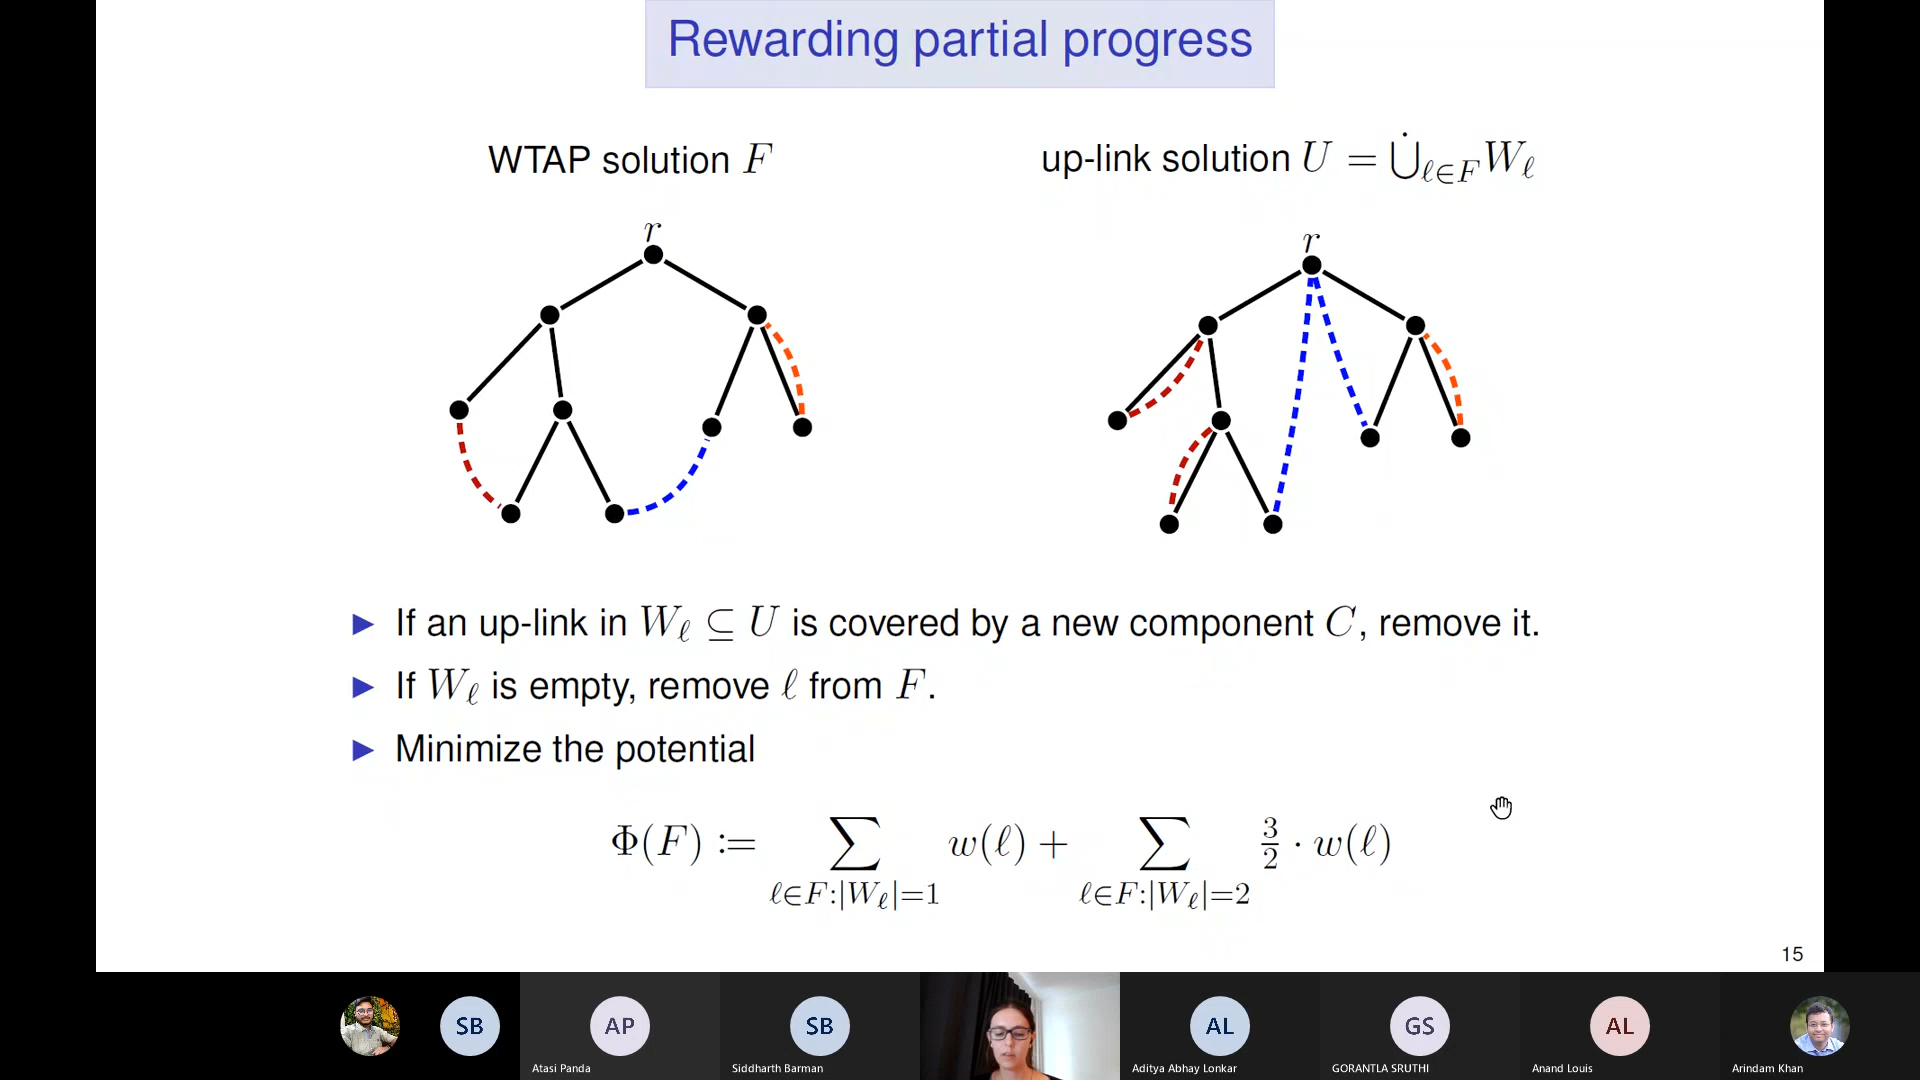 Rewarding partial progress
WTAP solution F
up-link solution U = ⋃̇_{ℓ∈F} W_ℓ
r
r
▶ If an up-link in W_ℓ ⊆ U is covered by a new component C, remove it.
▶ If W_ℓ is empty, remove ℓ from F.
▶ Minimize the potential
Φ(F) := ∑_{ℓ∈F:|W_ℓ|=1} w(ℓ) + ∑_{ℓ∈F:|W_ℓ|=2} 3/2 · w(ℓ)
15
SB
AP
SB
AL
GS
AL
Atasi Panda
Siddharth Barman
Aditya Abhay Lonkar
GORANTLA SRUTHI
Anand Louis
Arindam Khan